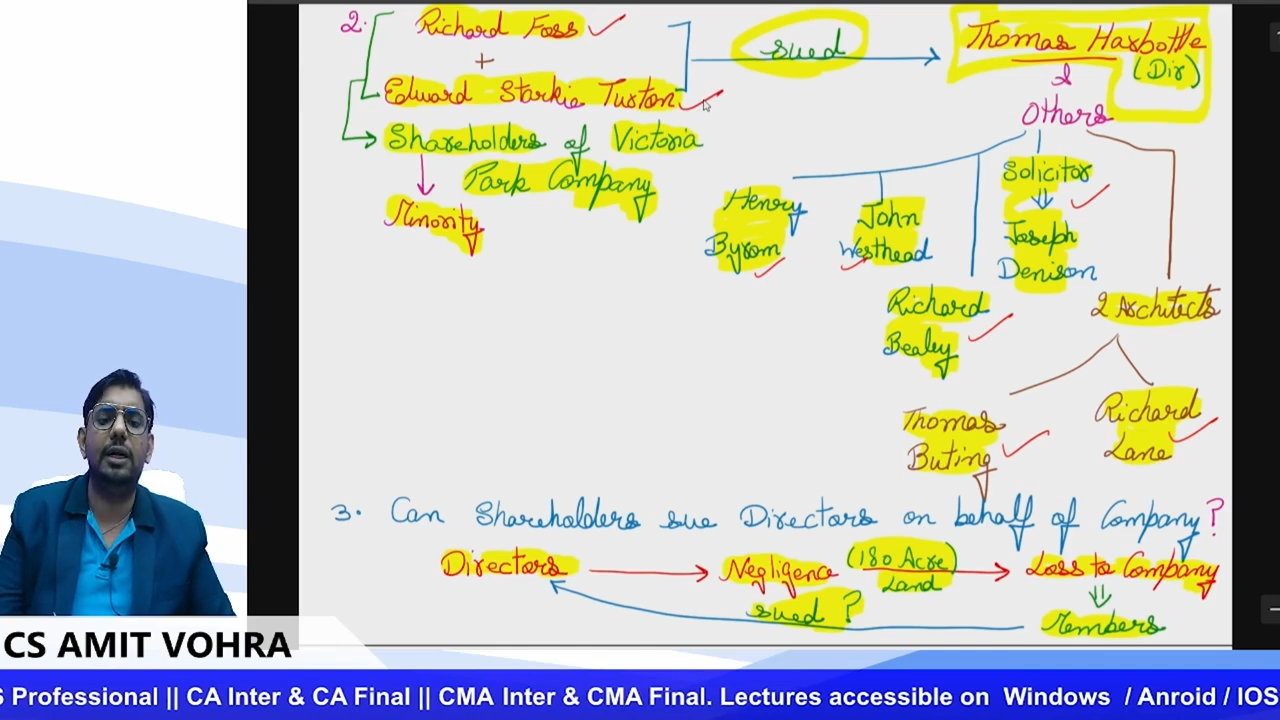 2. Richard Foss
+
Edward Starkie Turton
Shareholders of Victoria
Park Company
Minority
sued
Thomas Harbottle
(Dir)
&
Others
Henry
Byrom
John
Westhead
Richard
Bealey
Solicitor
Joseph
Denison
2 Architects
Thomas
Buting
Richard
Lane
3. Can Shareholders sue Directors on behalf of Company?
Directors
Negligence
(180 Acre)
Land
Loss to Company
sued?
Members
CS AMIT VOHRA
S Professional || CA Inter & CA Final || CMA Inter & CMA Final. Lectures accessible on Windows / Anroid / IOS